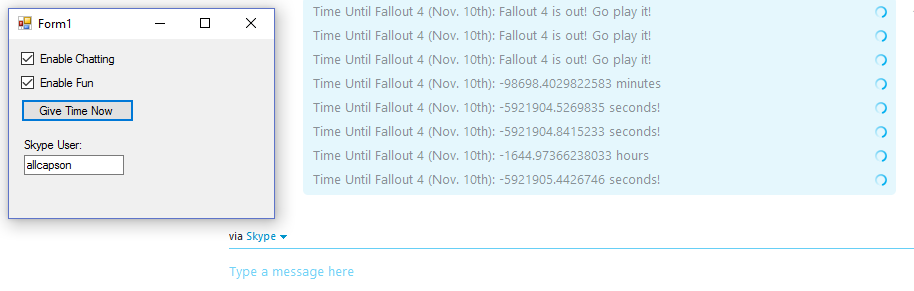 Form1
Enable Chatting
Enable Fun
Give Time Now
Skype User:
allcapson
Time Until Fallout 4 (Nov. 10th): Fallout 4 is out! Go play it!
Time Until Fallout 4 (Nov. 10th): Fallout 4 is out! Go play it!
Time Until Fallout 4 (Nov. 10th): Fallout 4 is out! Go play it!
Time Until Fallout 4 (Nov. 10th): -98698.4029822583 minutes
Time Until Fallout 4 (Nov. 10th): -5921904.5269835 seconds!
Time Until Fallout 4 (Nov. 10th): -5921904.8415233 seconds!
Time Until Fallout 4 (Nov. 10th): -1644.97366238033 hours
Time Until Fallout 4 (Nov. 10th): -5921905.4426746 seconds!
via Skype
Type a message here